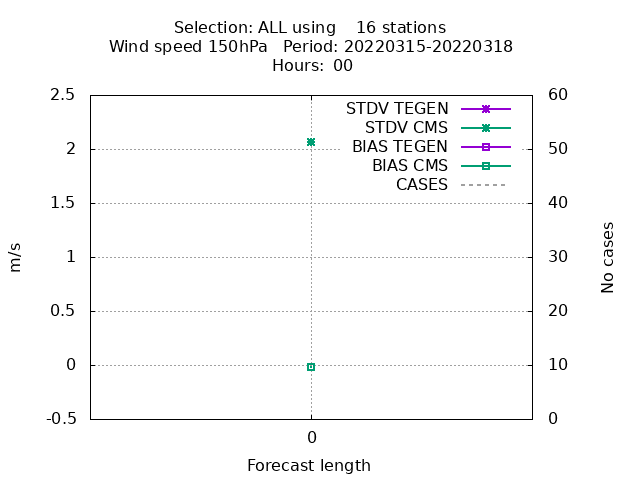 Selection: ALL using    16 stations
Wind speed 150hPa   Period: 20220315-20220318
Hours:  00
2.5
2
1.5
1
0.5
0
-0.5
m/s
60
50
40
30
20
10
0
No cases
STDV TEGEN
STDV CMS
BIAS TEGEN
BIAS CMS
CASES
0
Forecast length